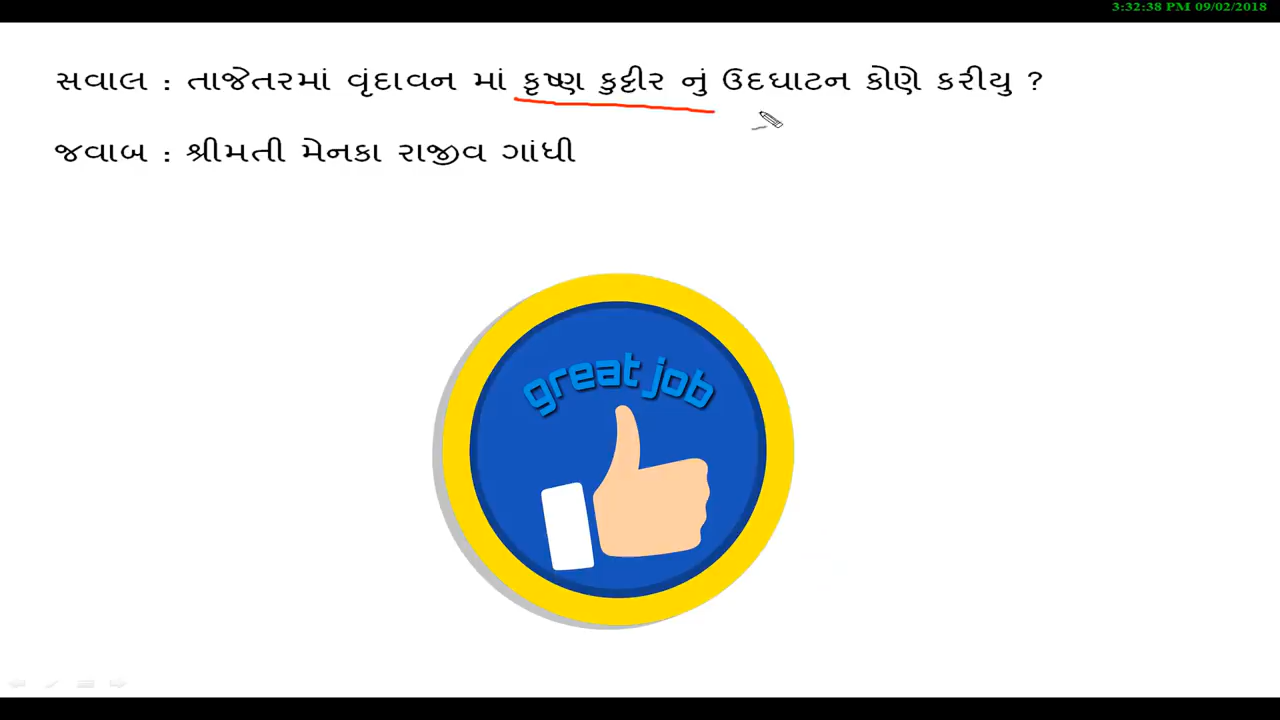 3:32:38 PM 09/02/2018
સવાલ : તાજેતરમાં વૃંદાવન માં કૃષ્ણ કુટ્ટીર નું ઉદઘાટન કોણે કરીયુ ?
જવાબ : શ્રીમતી મેનકા રાજીવ ગાંધી
great job